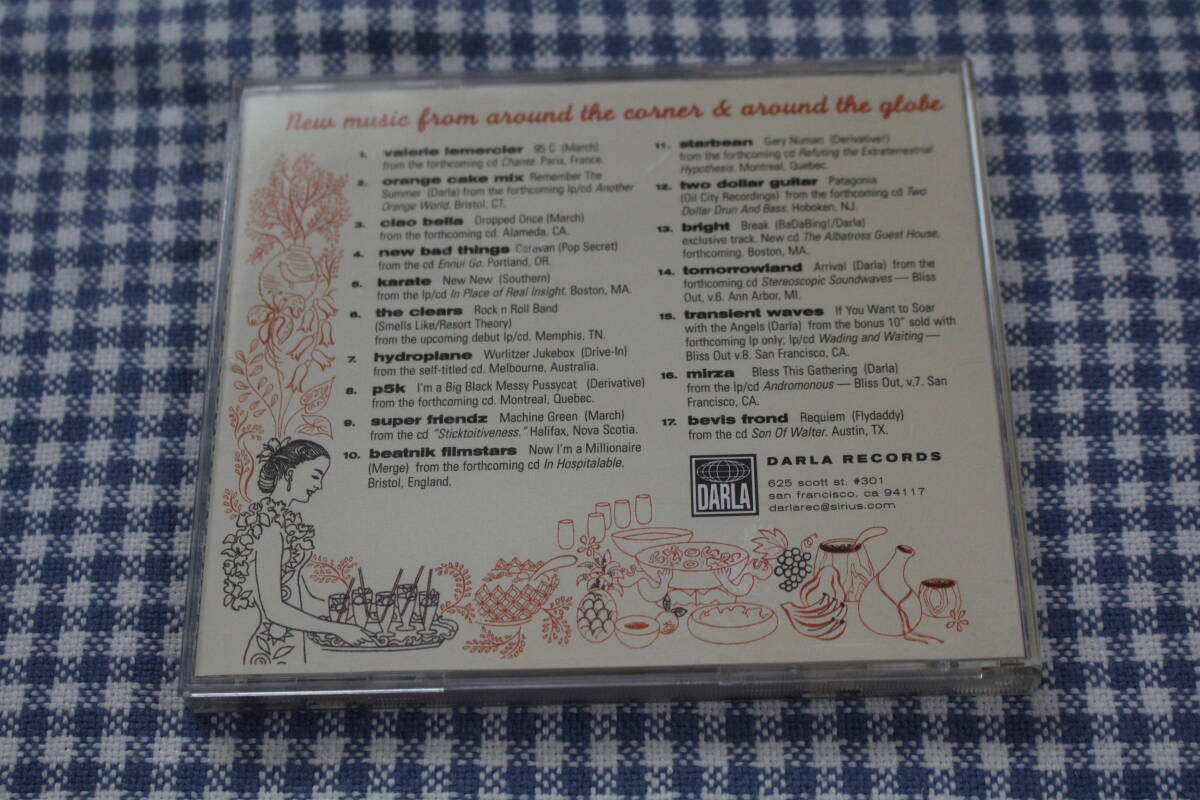 New music from around the corner & around the globe
1. valerie lemercier 95 C (March)
from the forthcoming cd Chante. Paris, France.
2. orange cake mix Remember The
Summer (Darla) from the forthcoming lp/cd Another
Orange World. Bristol, CT.
3. ciao bella Dropped Once (March)
from the forthcoming cd. Alameda, CA.
4. new bad things Caravan (Pop Secret)
from the cd Ennui Go. Portland, OR.
5. karate New New (Southern)
from the lp/cd In Place of Real Insight. Boston, MA.
6. the clears Rock n Roll Band
(Smells Like/Resort Theory)
from the upcoming debut lp/cd. Memphis, TN.
7. hydroplane Wurlitzer Jukebox (Drive-In)
from the self-titled cd. Melbourne, Australia.
8. p5k I'm a Big Black Messy Pussycat (Derivative)
from the forthcoming cd. Montreal, Quebec.
9. super friendz Machine Green (March)
from the cd "Sticktoitiveness." Halifax, Nova Scotia.
10. beatnik filmstars Now I'm a Millionaire
(Merge) from the forthcoming cd In Hospitalable.
Bristol, England.
11. starbean Gary Numan (Derivative!)
from the forthcoming cd Refuting the Extraterrestrial
Hypothesis. Montreal, Quebec.
12. two dollar guitar Patagonia
(Oil City Recordings) from the forthcoming cd Two
Dollar Drun And Bass. Hoboken, NJ.
13. bright Break (BaDaBing!/Darla)
exclusive track. New cd The Albatross Guest House,
forthcoming. Boston, MA.
14. tomorrowland Arrival (Darla) from the
forthcoming cd Stereoscopic Soundwaves — Bliss
Out, v.6. Ann Arbor, MI.
15. transient waves If You Want to Soar
with the Angels (Darla) from the bonus 10" sold with
forthcoming lp only; lp/cd Wading and Waiting —
Bliss Out v.8. San Francisco, CA.
16. mirza Bless This Gathering (Darla)
from the lp/cd Andromonous — Bliss Out, v.7. San
Francisco, CA.
17. bevis frond Requiem (Flydaddy)
from the cd Son Of Walter. Austin, TX.
DARLA
DARLA RECORDS
625 scott st. #301
san francisco, ca 94117
darlarec@sirius.com